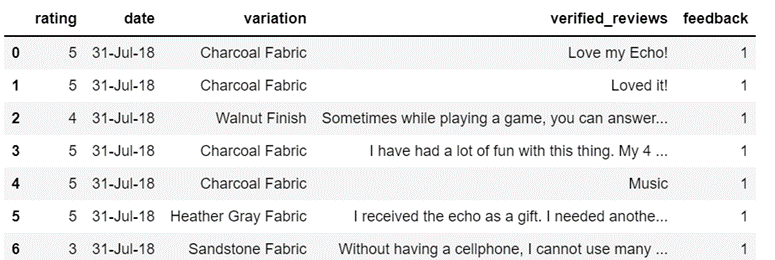 rating date variation verified_reviews feedback
0 5 31-Jul-18 Charcoal Fabric Love my Echo! 1
1 5 31-Jul-18 Charcoal Fabric Loved it! 1
2 4 31-Jul-18 Walnut Finish Sometimes while playing a game, you can answer... 1
3 5 31-Jul-18 Charcoal Fabric I have had a lot of fun with this thing. My 4 ... 1
4 5 31-Jul-18 Charcoal Fabric Music 1
5 5 31-Jul-18 Heather Gray Fabric I received the echo as a gift. I needed anothe... 1
6 3 31-Jul-18 Sandstone Fabric Without having a cellphone, I cannot use many ... 1